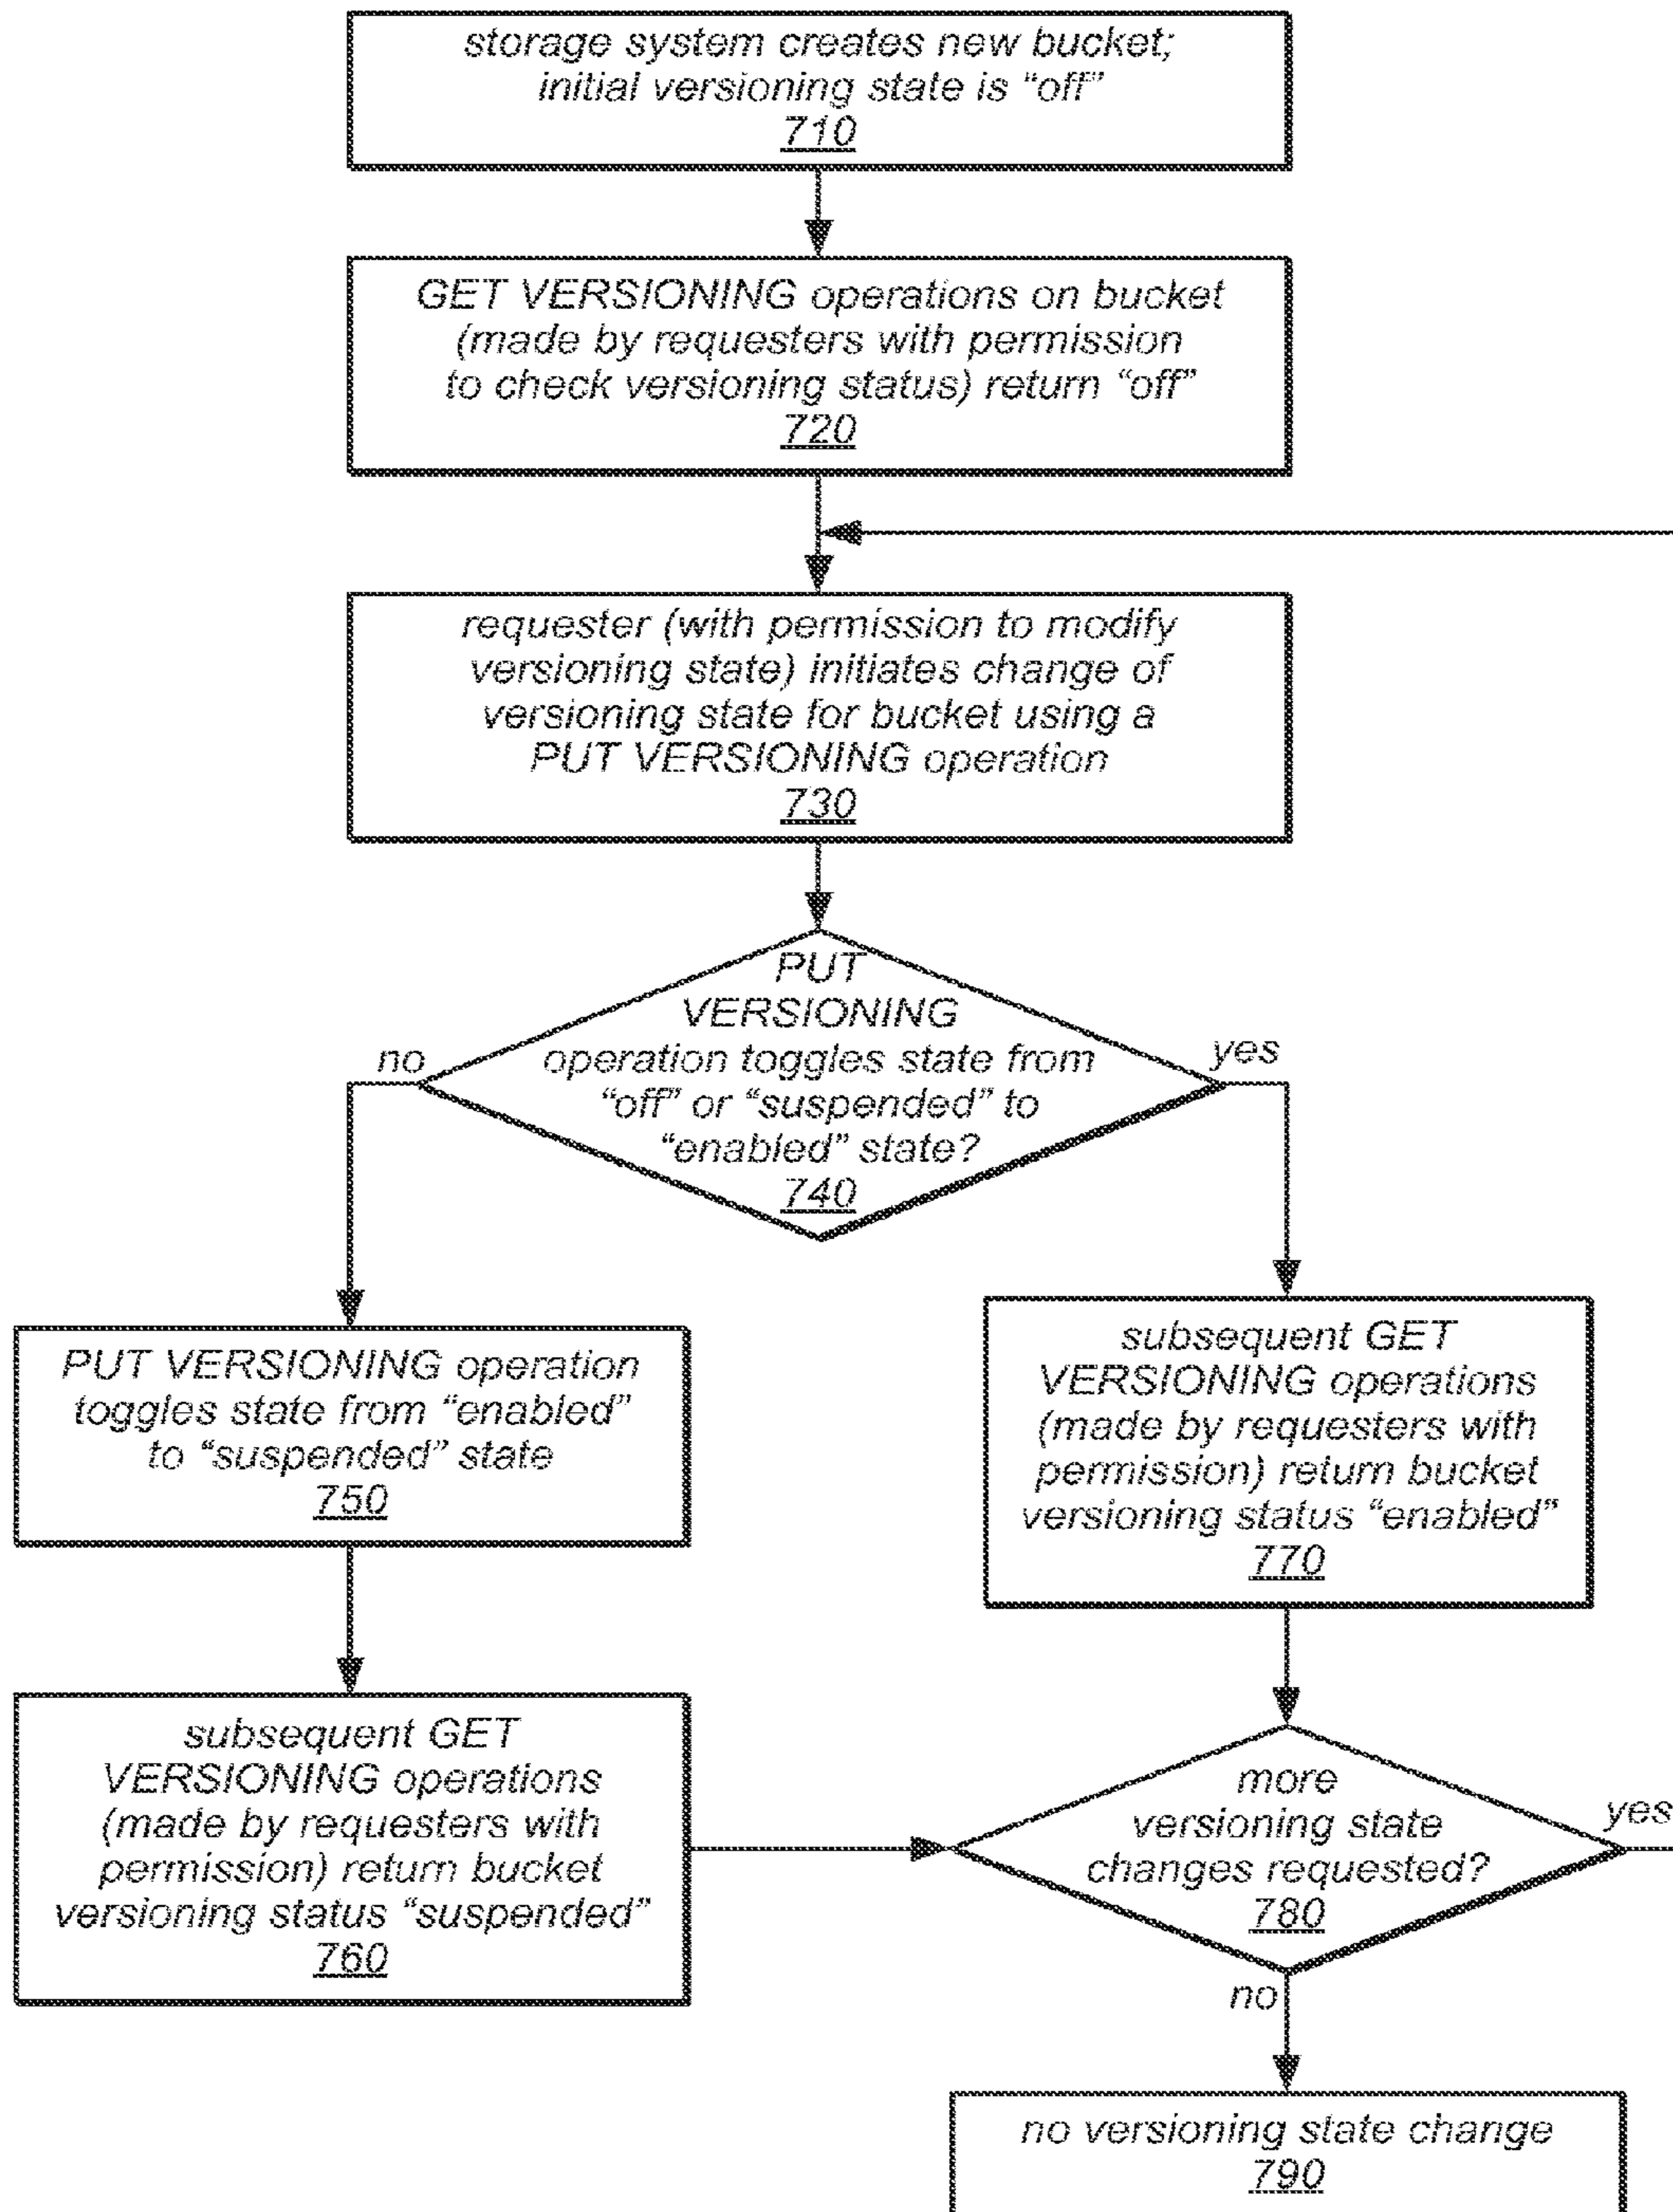 storage system creates new bucket;
initial versioning state is “off”
710
GET VERSIONING operations on bucket
(made by requesters with permission
to check versioning status) return “off”
720
requester (with permission to modify
versioning state) initiates change of
versioning state for bucket using a
PUT VERSIONING operation
730
PUT
VERSIONING
operation toggles state from
“off” or “suspended” to
“enabled” state?
740
no
yes
PUT VERSIONING operation
toggles state from “enabled”
to “suspended” state
750
subsequent GET
VERSIONING operations
(made by requesters with
permission) return bucket
versioning status “enabled”
770
subsequent GET
VERSIONING operations
(made by requesters with
permission) return bucket
versioning status “suspended”
760
more
versioning state
changes requested?
780
yes
no
no versioning state change
790